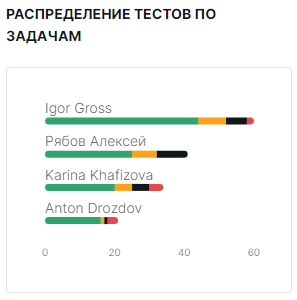 РАСПРЕДЕЛЕНИЕ ТЕСТОВ ПО
ЗАДАЧАМ
Igor Gross
Рябов Алексей
Karina Khafizova
Anton Drozdov
0 20 40 60